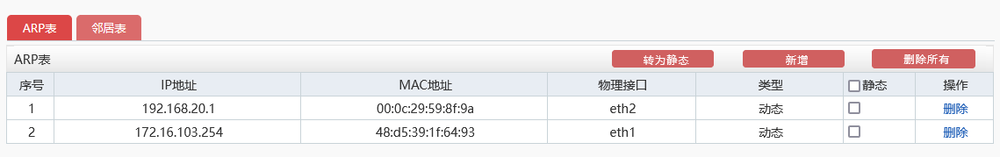 ARP表 邻居表
ARP表 转为静态 新增 删除所有
序号 IP地址 MAC地址 物理接口 类型 静态 操作
1 192.168.20.1 00:0c:29:59:8f:9a eth2 动态 删除
2 172.16.103.254 48:d5:39:1f:64:93 eth1 动态 删除